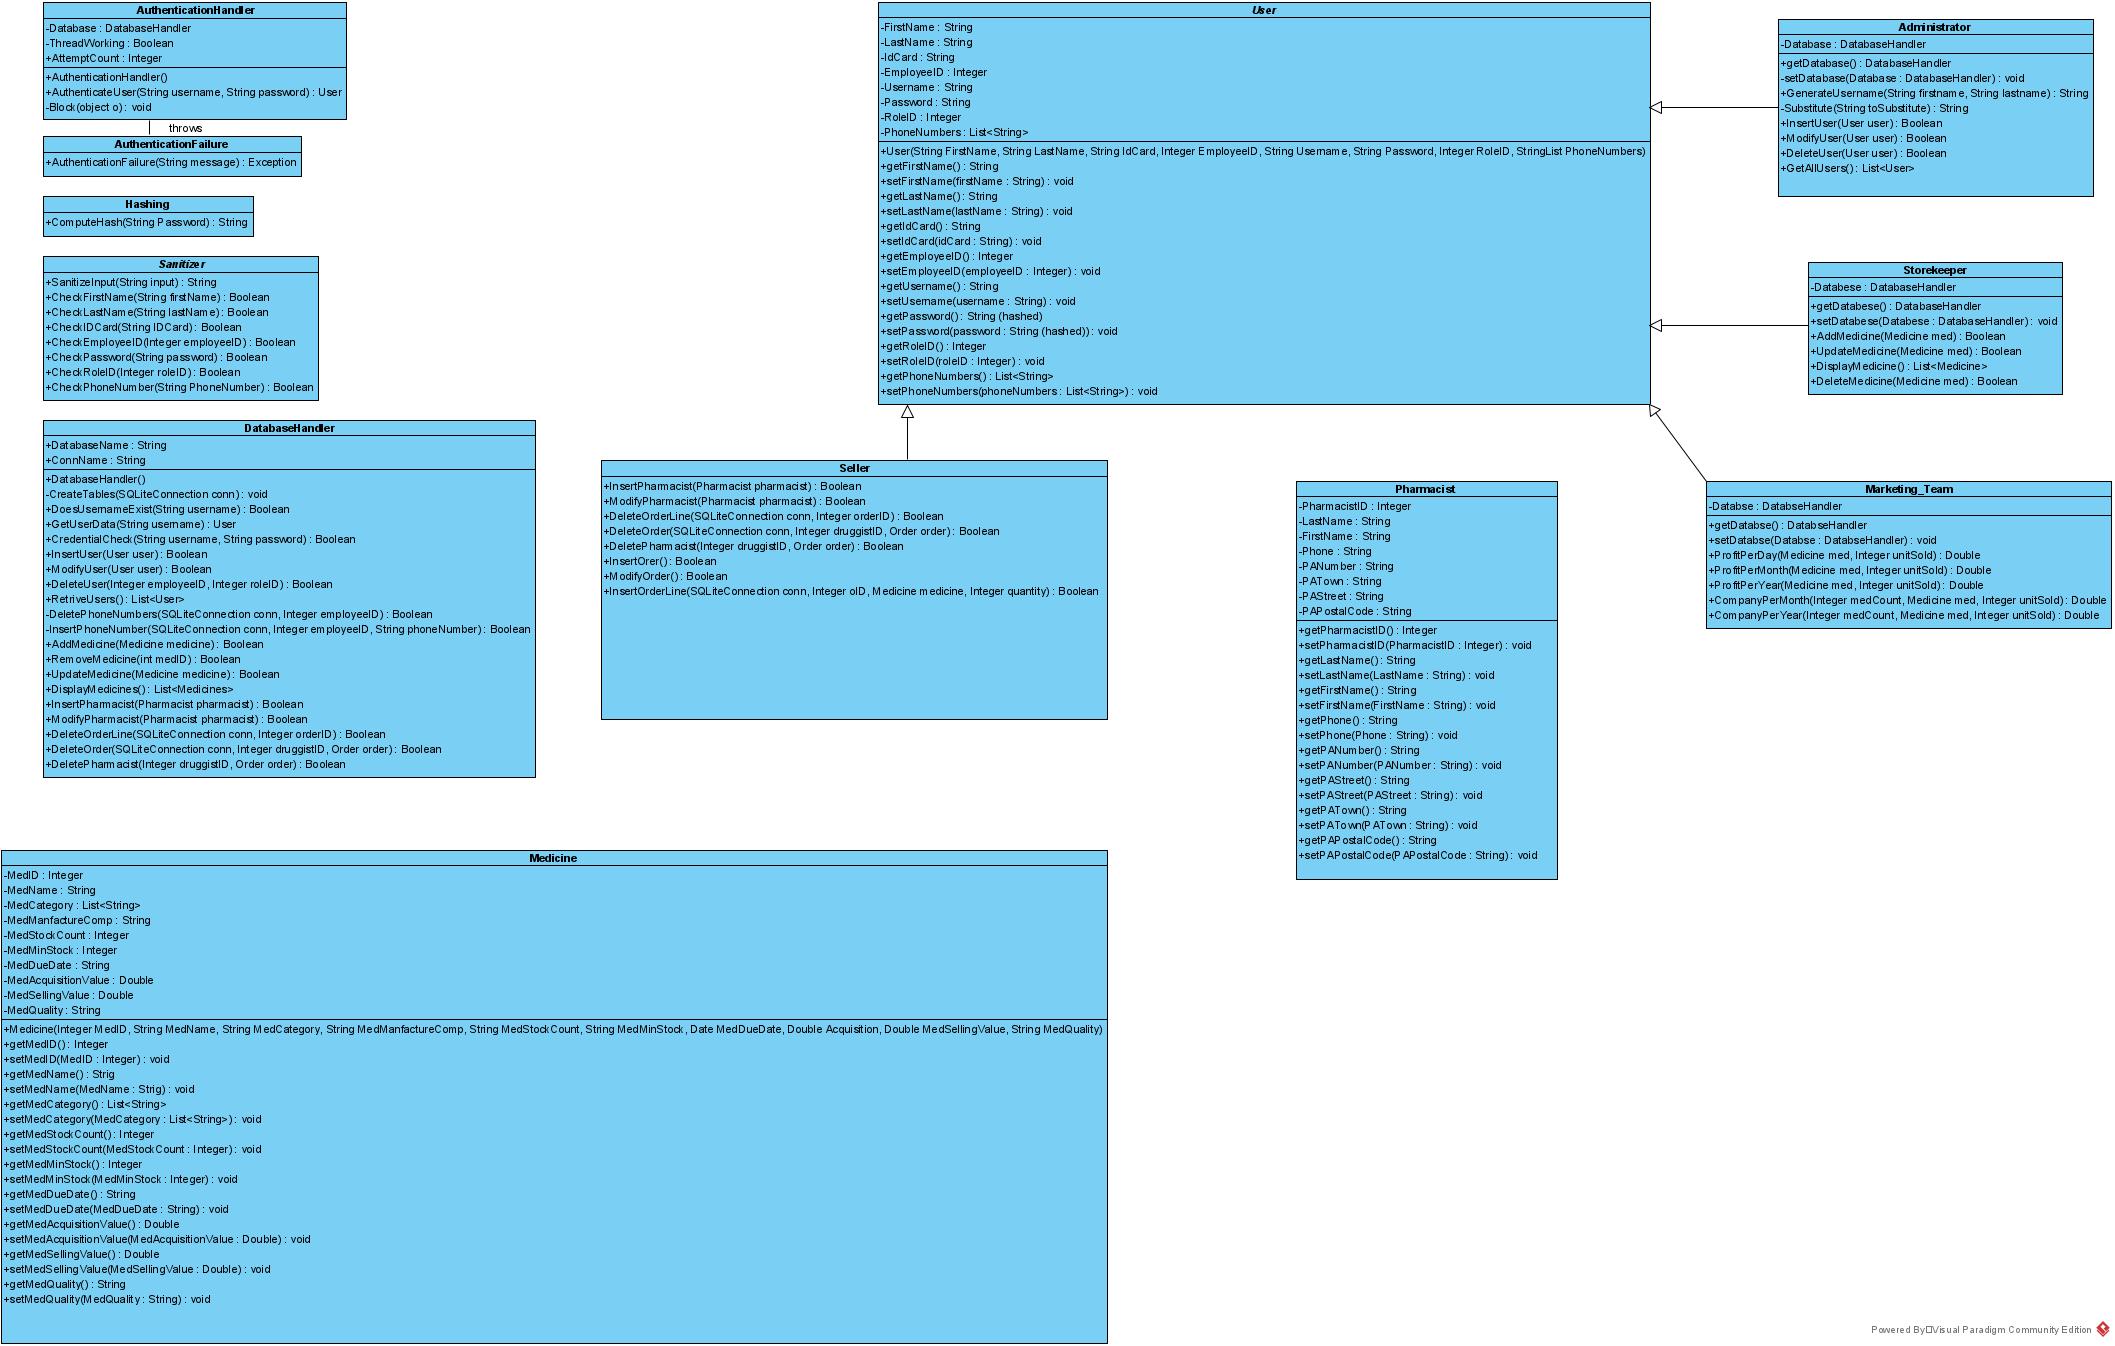 AuthenticationHandler
-Database : DatabaseHandler
-ThreadWorking : Boolean
+AttemptCount : Integer
+AuthenticationHandler()
+AuthenticateUser(String username, String password) : User
-Block(object o) : void
throws
AuthenticationFailure
+AuthenticationFailure(String message) : Exception
Hashing
+ComputeHash(String Password) : String
Sanitizer
+SanitizeInput(String input) : String
+CheckFirstName(String firstName) : Boolean
+CheckLastName(String lastName) : Boolean
+CheckIDCard(String IDCard) : Boolean
+CheckEmployeeID(Integer employeeID) : Boolean
+CheckPassword(String password) : Boolean
+CheckRoleID(Integer roleID) : Boolean
+CheckPhoneNumber(String PhoneNumber) : Boolean
DatabaseHandler
+DatabaseName : String
+ConnName : String
+DatabaseHandler()
-CreateTables(SQLiteConnection conn) : void
+DoesUsernameExist(String username) : Boolean
+GetUserData(String username) : User
+CredentialCheck(String username, String password) : Boolean
+InsertUser(User user) : Boolean
+ModifyUser(User user) : Boolean
+DeleteUser(Integer employeeID, Integer roleID) : Boolean
+RetriveUsers() : List<User>
-DeletePhoneNumbers(SQLiteConnection conn, Integer employeeID) : Boolean
-InsertPhoneNumber(SQLiteConnection conn, Integer employeeID, String phoneNumber) : Boolean
+AddMedicine(Medicine medicine) : Boolean
+RemoveMedicine(int medID) : Boolean
+UpdateMedicine(Medicine medicine) : Boolean
+DisplayMedicines() : List<Medicines>
+InsertPharmacist(Pharmacist pharmacist) : Boolean
+ModifyPharmacist(Pharmacist pharmacist) : Boolean
+DeleteOrderLine(SQLiteConnection conn, Integer orderID) : Boolean
+DeleteOrder(SQLiteConnection conn, Integer druggistID, Order order) : Boolean
+DeletePharmacist(Integer druggistID, Order order) : Boolean
User
-FirstName : String
-LastName : String
-IdCard : String
-EmployeeID : Integer
-Username : String
-Password : String
-RoleID : Integer
-PhoneNumbers : List<String>
+User(String FirstName, String LastName, String IdCard, Integer EmployeeID, String Username, String Password, Integer RoleID, StringList PhoneNumbers)
+getFirstName() : String
+setFirstName(firstName : String) : void
+getLastName() : String
+setLastName(lastName : String) : void
+getIdCard() : String
+setIdCard(idCard : String) : void
+getEmployeeID() : Integer
+setEmployeeID(employeeID : Integer) : void
+getUsername() : String
+setUsername(username : String) : void
+getPassword() : String (hashed)
+setPassword(password : String (hashed)) : void
+getRoleID() : Integer
+setRoleID(roleID : Integer) : void
+getPhoneNumbers() : List<String>
+setPhoneNumbers(phoneNumbers : List<String>) : void
Administrator
-Database : DatabaseHandler
+getDatabase() : DatabaseHandler
-setDatabase(Database : DatabaseHandler) : void
+GenerateUsername(String firstname, String lastname) : String
-Substitute(String toSubstitute) : String
+InsertUser(User user) : Boolean
+ModifyUser(User user) : Boolean
+DeleteUser(User user) : Boolean
+GetAllUsers() : List<User>
Storekeeper
-Databese : DatabaseHandler
+getDatabese() : DatabaseHandler
+setDatabese(Databese : DatabaseHandler) : void
+AddMedicine(Medicine med) : Boolean
+UpdateMedicine(Medicine med) : Boolean
+DisplayMedicine() : List<Medicine>
+DeleteMedicine(Medicine med) : Boolean
Seller
+InsertPharmacist(Pharmacist pharmacist) : Boolean
+ModifyPharmacist(Pharmacist pharmacist) : Boolean
+DeleteOrderLine(SQLiteConnection conn, Integer orderID) : Boolean
+DeleteOrder(SQLiteConnection conn, Integer druggistID, Order order) : Boolean
+DeletePharmacist(Integer druggistID, Order order) : Boolean
+InsertOrer() : Boolean
+ModifyOrder() : Boolean
+InsertOrderLine(SQLiteConnection conn, Integer oID, Medicine medicine, Integer quantity) : Boolean
Pharmacist
-PharmacistID : Integer
-LastName : String
-FirstName : String
-Phone : String
-PANumber : String
-PATown : String
-PAStreet : String
-PAPostalCode : String
+getPharmacistID() : Integer
+setPharmacistID(PharmacistID : Integer) : void
+getLastName() : String
+setLastName(LastName : String) : void
+getFirstName() : String
+setFirstName(FirstName : String) : void
+getPhone() : String
+setPhone(Phone : String) : void
+getPANumber() : String
+setPANumber(PANumber : String) : void
+getPAStreet() : String
+setPAStreet(PAStreet : String) : void
+getPATown() : String
+setPATown(PATown : String) : void
+getPAPostalCode() : String
+setPAPostalCode(PAPostalCode : String) : void
Marketing_Team
-Databse : DatabseHandler
+getDatabse() : DatabseHandler
+setDatabse(Databse : DatabseHandler) : void
+ProfitPerDay(Medicine med, Integer unitSold) : Double
+ProfitPerMonth(Medicine med, Integer unitSold) : Double
+ProfitPerYear(Medicine med, Integer unitSold) : Double
+CompanyPerMonth(Integer medCount, Medicine med, Integer unitSold) : Double
+CompanyPerYear(Integer medCount, Medicine med, Integer unitSold) : Double
Medicine
-MedID : Integer
-MedName : String
-MedCategory : List<String>
-MedManfactureComp : String
-MedStockCount : Integer
-MedMinStock : Integer
-MedDueDate : String
-MedAcquisitionValue : Double
-MedSellingValue : Double
-MedQuality : String
+Medicine(Integer MedID, String MedName, String MedCategory, String MedManfactureComp, String MedStockCount, String MedMinStock, Date MedDueDate, Double Acquisition, Double MedSellingValue, String MedQuality)
+getMedID() : Integer
+setMedID(MedID : Integer) : void
+getMedName() : Strig
+setMedName(MedName : Strig) : void
+getMedCategory() : List<String>
+setMedCategory(MedCategory : List<String>) : void
+getMedStockCount() : Integer
+setMedStockCount(MedStockCount : Integer) : void
+getMedMinStock() : Integer
+setMedMinStock(MedMinStock : Integer) : void
+getMedDueDate() : String
+setMedDueDate(MedDueDate : String) : void
+getMedAcquisitionValue() : Double
+setMedAcquisitionValue(MedAcquisitionValue : Double) : void
+getMedSellingValue() : Double
+setMedSellingValue(MedSellingValue : Double) : void
+getMedQuality() : String
+setMedQuality(MedQuality : String) : void
Powered By□Visual Paradigm Community Edition